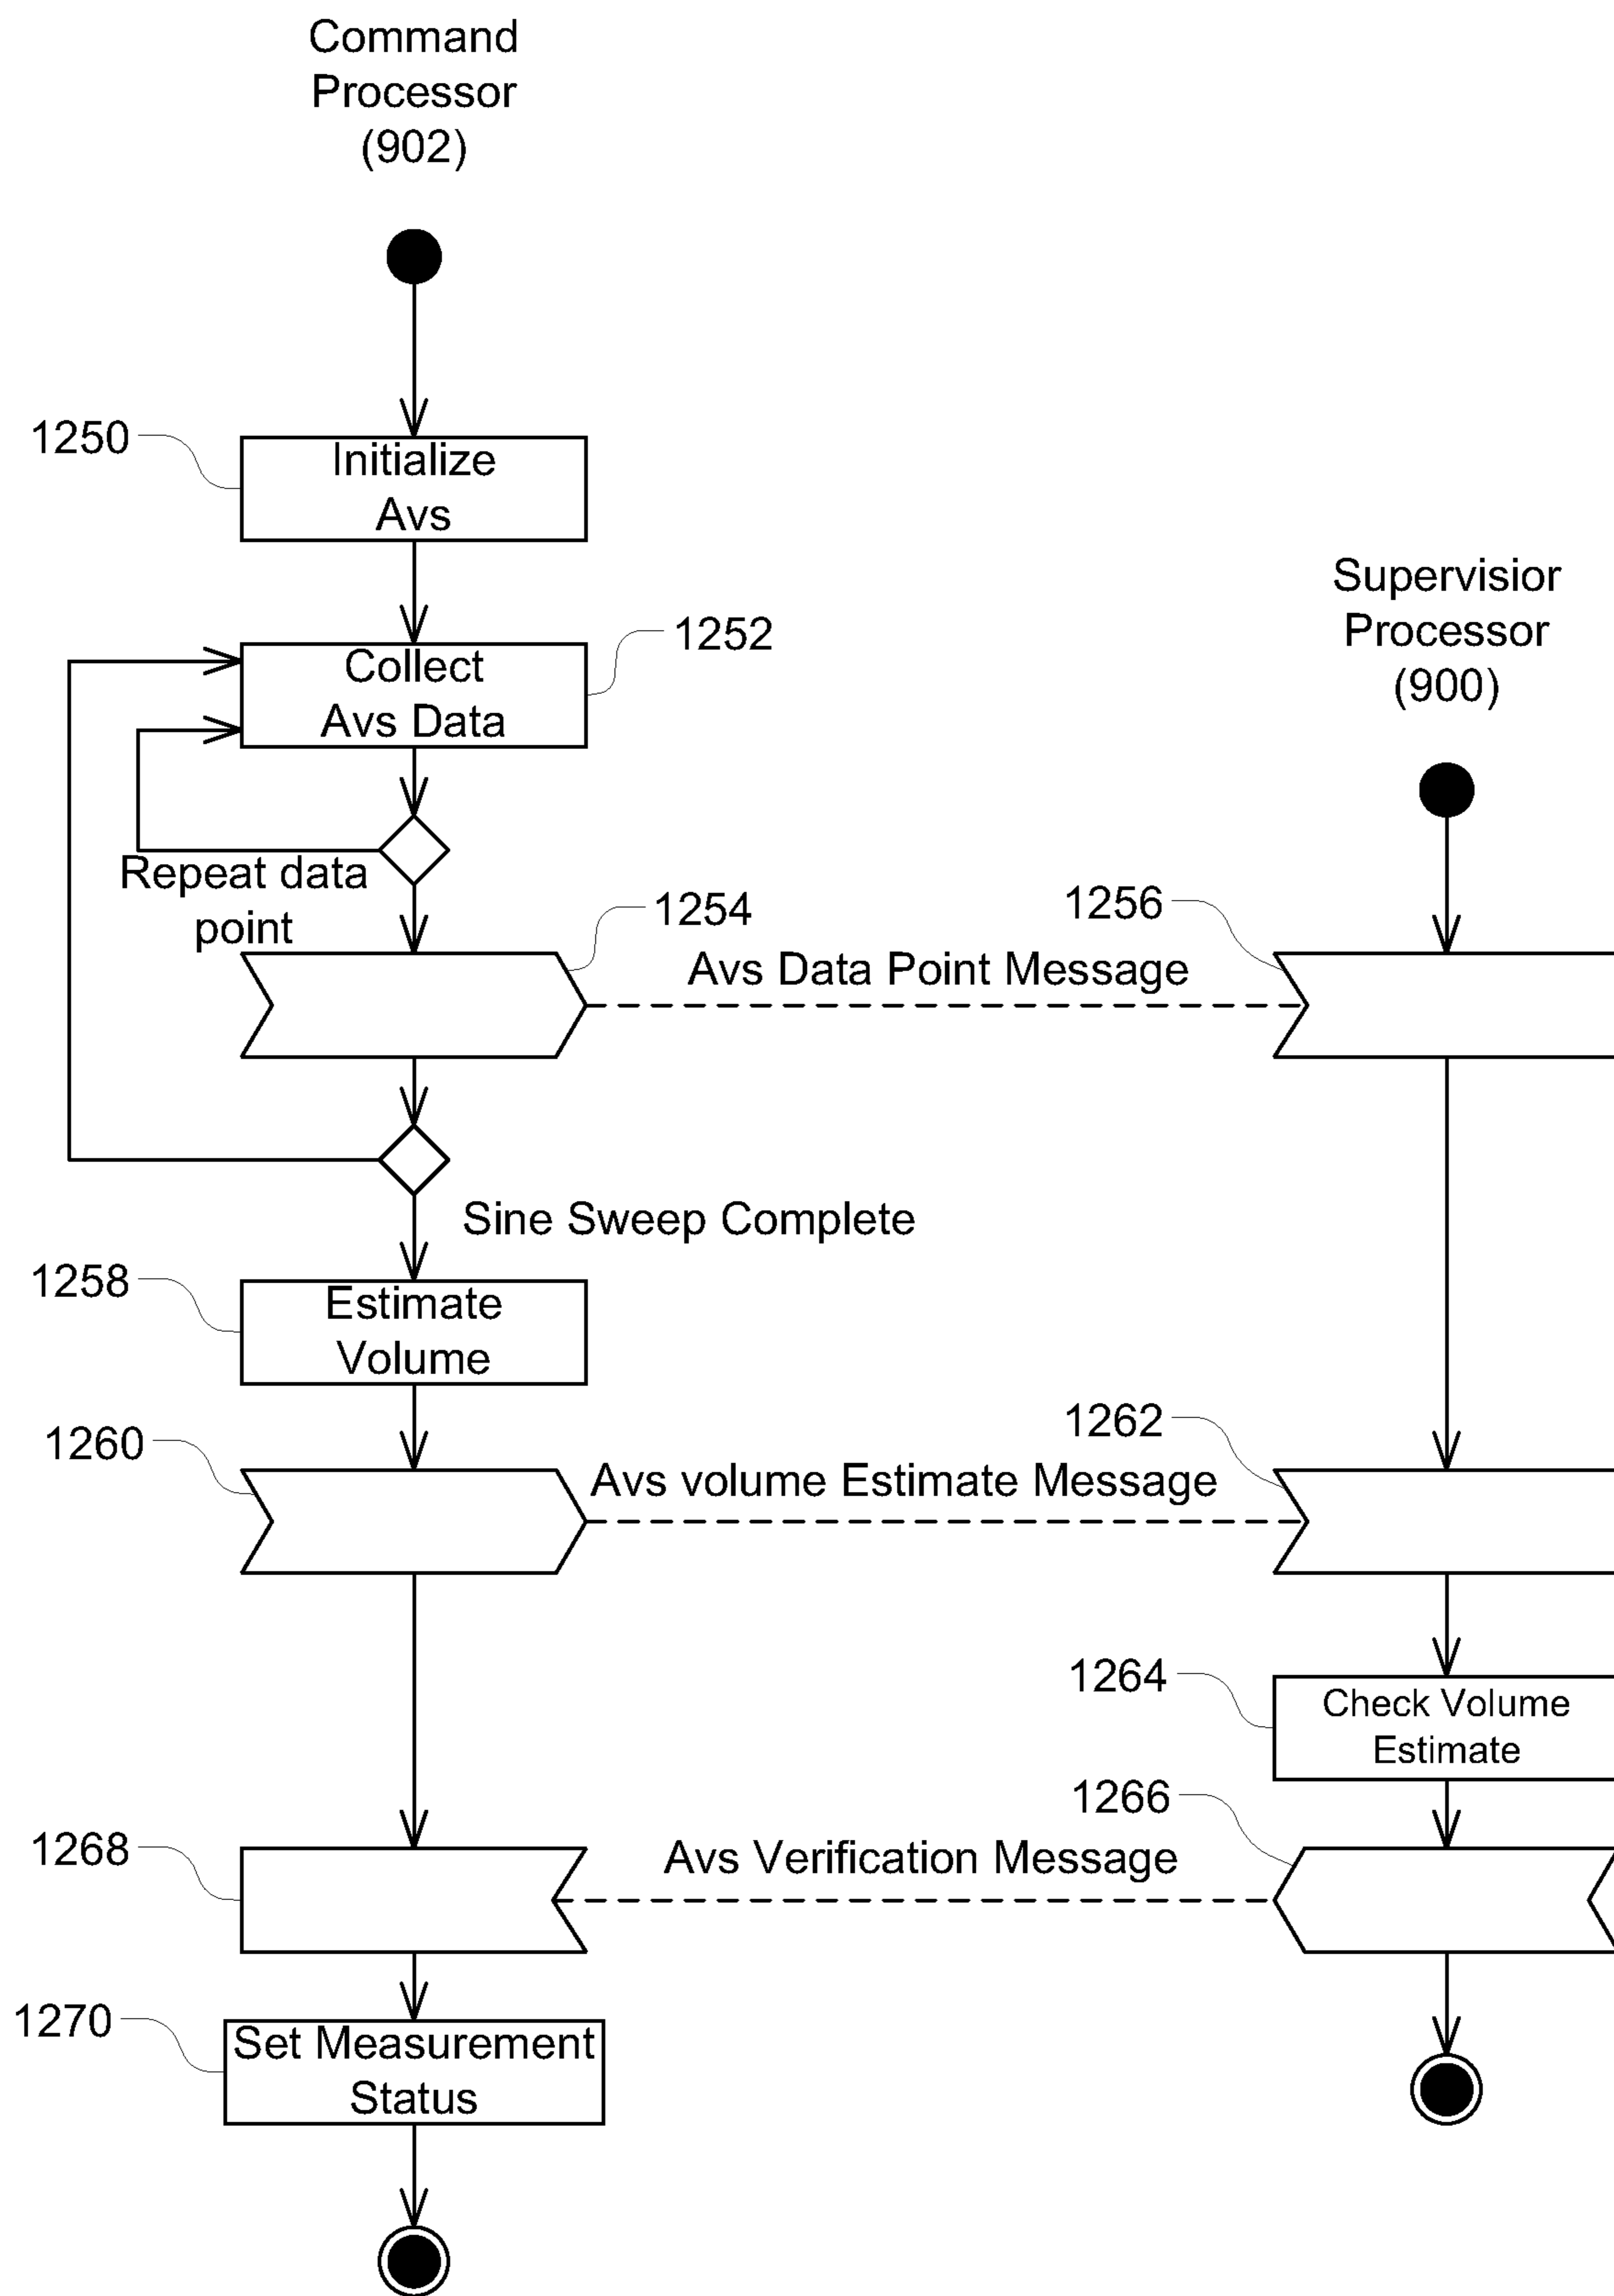 Command
Processor
(902)
1250
Initialize
Avs
Supervisior
Processor
(900)
1252
Collect
Avs Data
Repeat data
point
1254
Avs Data Point Message
1256
Sine Sweep Complete
1258
Estimate
Volume
1260
Avs volume Estimate Message
1262
1264
Check Volume
Estimate
1266
1268
Avs Verification Message
1270
Set Measurement
Status